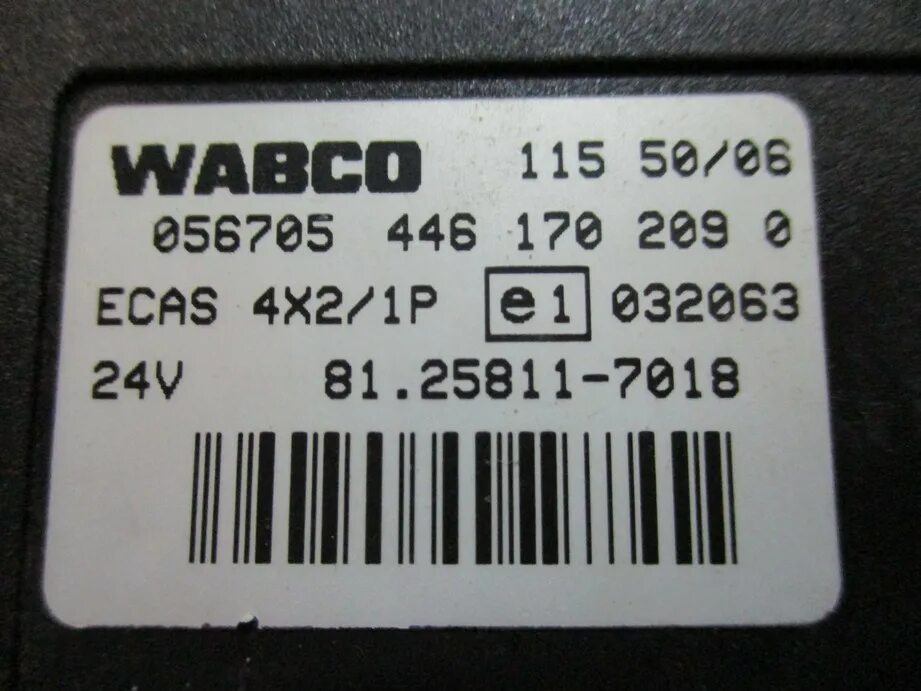 WABCO 115 50/06
056705 446 170 209 0
ECAS 4X2/1P e1 032063
24V 81.25811-7018